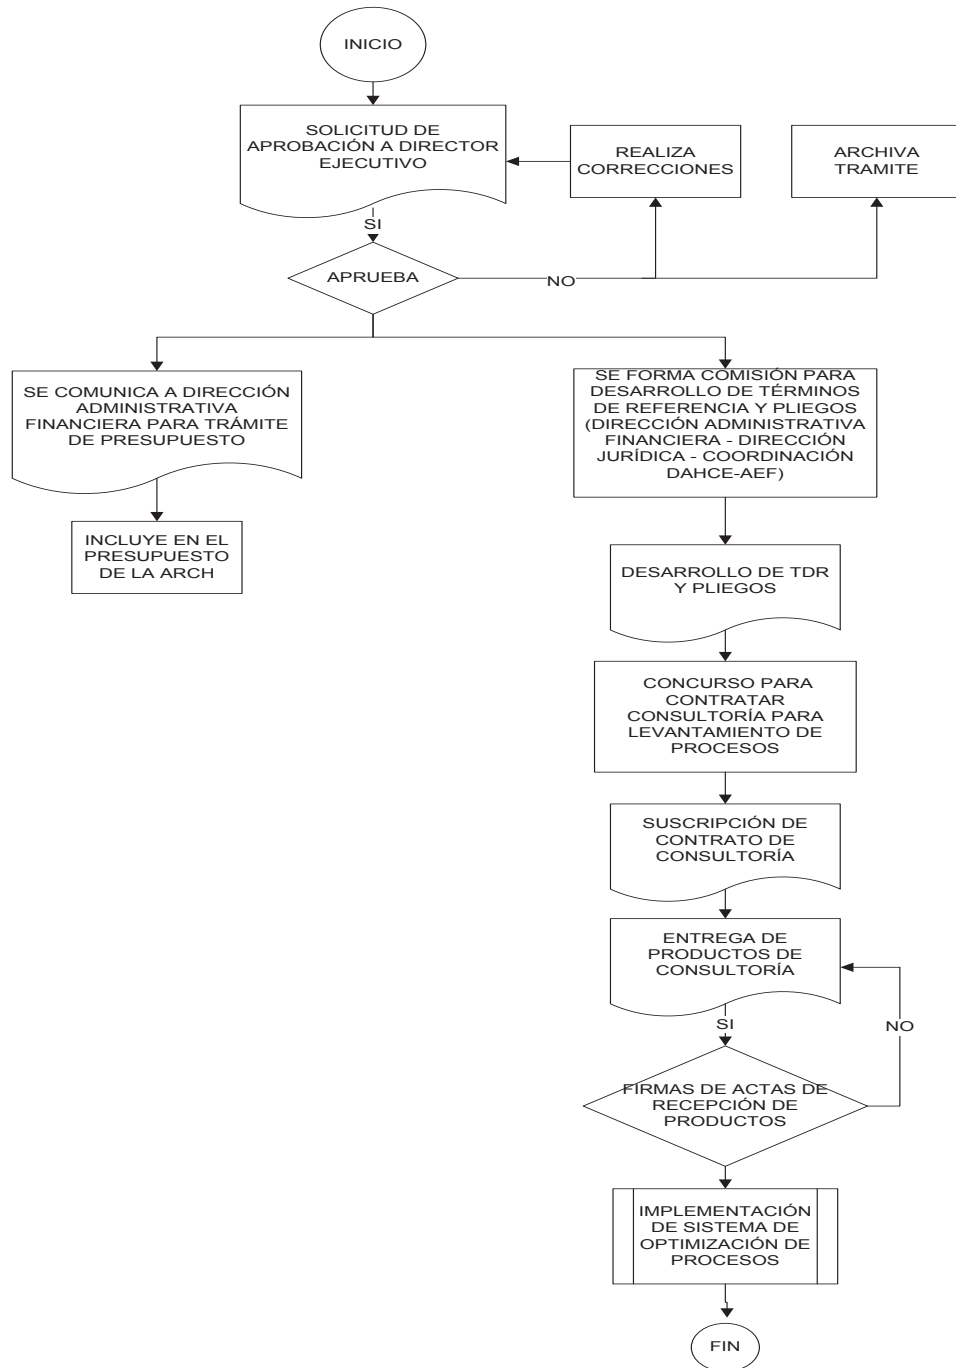 INICIO
SOLICITUD DE
APROBACIÓN A DIRECTOR
EJECUTIVO
REALIZA
CORRECCIONES
ARCHIVA
TRAMITE
SI
APRUEBA
NO
SE COMUNICA A DIRECCIÓN
ADMINISTRATIVA
FINANCIERA PARA TRÁMITE
DE PRESUPUESTO
SE FORMA COMISIÓN PARA
DESARROLLO DE TÉRMINOS
DE REFERENCIA Y PLIEGOS
(DIRECCIÓN ADMINISTRATIVA
FINANCIERA - DIRECCIÓN
JURÍDICA - COORDINACIÓN
DAHCE-AEF)
INCLUYE EN EL
PRESUPUESTO
DE LA ARCH
DESARROLLO DE TDR
Y PLIEGOS
CONCURSO PARA
CONTRATAR
CONSULTORÍA PARA
LEVANTAMIENTO DE
PROCESOS
SUSCRIPCIÓN DE
CONTRATO DE
CONSULTORÍA
ENTREGA DE
PRODUCTOS DE
CONSULTORÍA
SI
NO
FIRMAS DE ACTAS DE
RECEPCIÓN DE
PRODUCTOS
IMPLEMENTACIÓN
DE SISTEMA DE
OPTIMIZACIÓN DE
PROCESOS
FIN